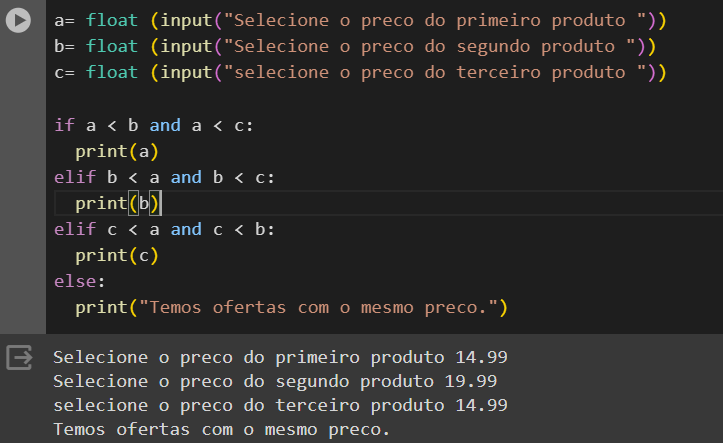 a= float (input("Selecione o preco do primeiro produto "))
b= float (input("Selecione o preco do segundo produto "))
c= float (input("selecione o preco do terceiro produto "))
if a < b and a < c:
  print(a)
elif b < a and b < c:
  print(b)
elif c < a and c < b:
  print(c)
else:
  print("Temos ofertas com o mesmo preco.")
Selecione o preco do primeiro produto 14.99
Selecione o preco do segundo produto 19.99
selecione o preco do terceiro produto 14.99
Temos ofertas com o mesmo preco.